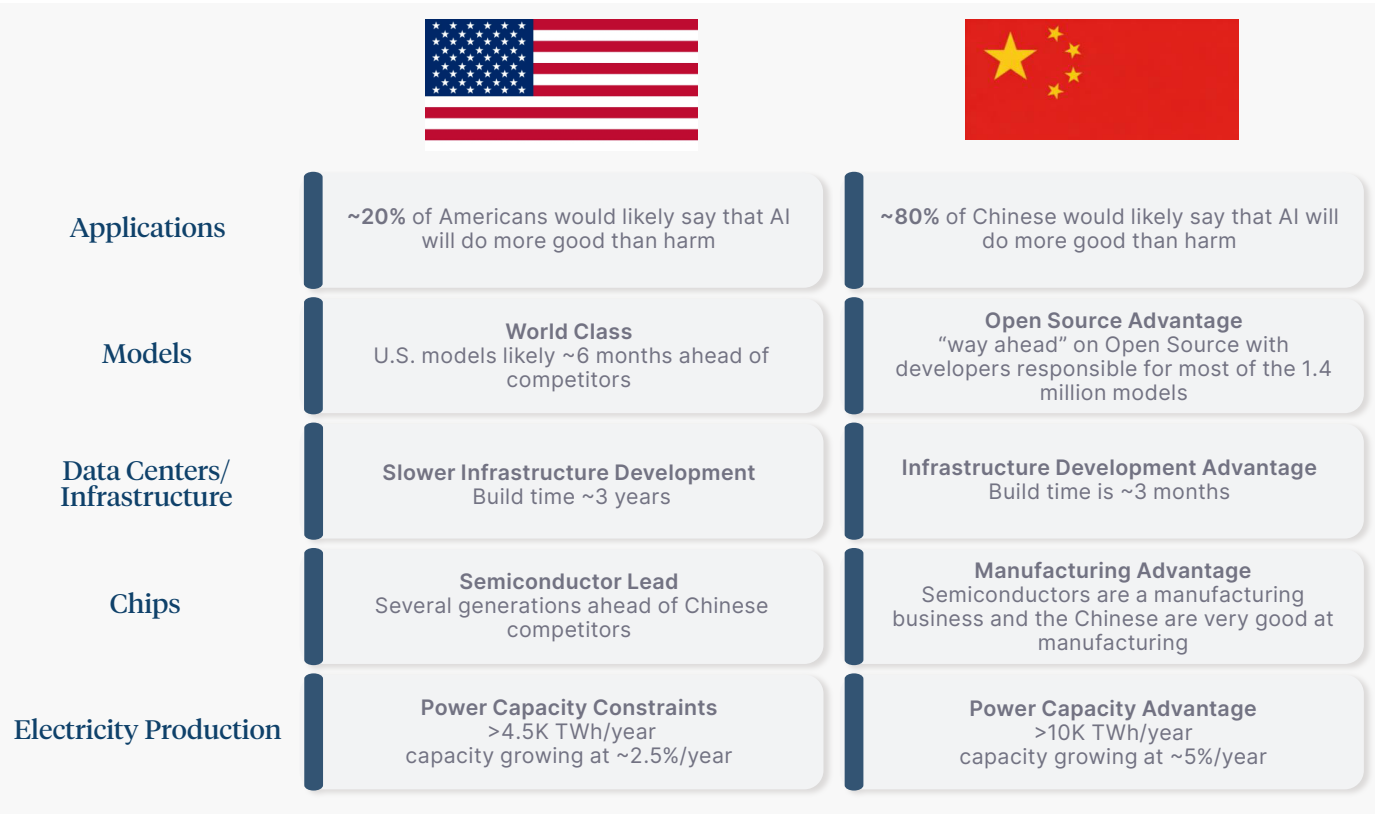 Applications
~20% of Americans would likely say that AI
will do more good than harm
~80% of Chinese would likely say that AI will
do more good than harm
Models
World Class
U.S. models likely ~6 months ahead of
competitors
Open Source Advantage
“way ahead” on Open Source with
developers responsible for most of the 1.4
million models
Data Centers/
Infrastructure
Slower Infrastructure Development
Build time ~3 years
Infrastructure Development Advantage
Build time is ~3 months
Chips
Semiconductor Lead
Several generations ahead of Chinese
competitors
Manufacturing Advantage
Semiconductors are a manufacturing
business and the Chinese are very good at
manufacturing
Electricity Production
Power Capacity Constraints
>4.5K TWh/year
capacity growing at ~2.5%/year
Power Capacity Advantage
>10K TWh/year
capacity growing at ~5%/year